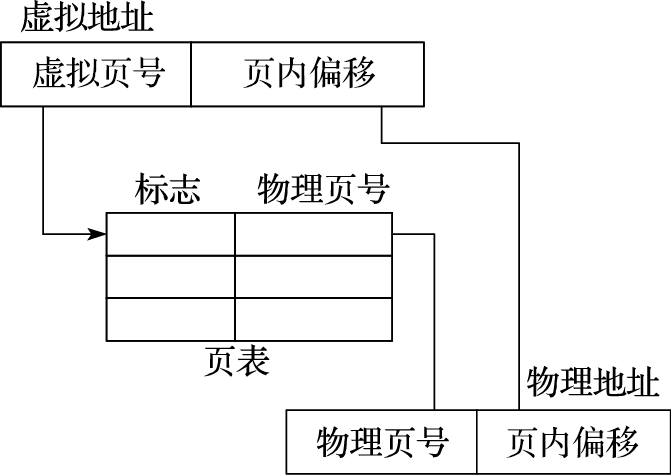 虚拟地址
虚拟页号 页内偏移
标志 物理页号
页表
物理地址
物理页号 页内偏移